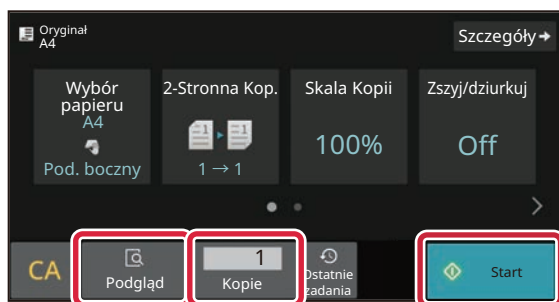 Oryginał
A4
Szczegóły
Wybór
papieru
A4
Pod. boczny
2-Stronna Kop.
1 → 1
Skala Kopii
100%
Zszyj/dziurkuj
Off
CA
Podgląd
1
Kopie
Ostatnie
zadania
Start